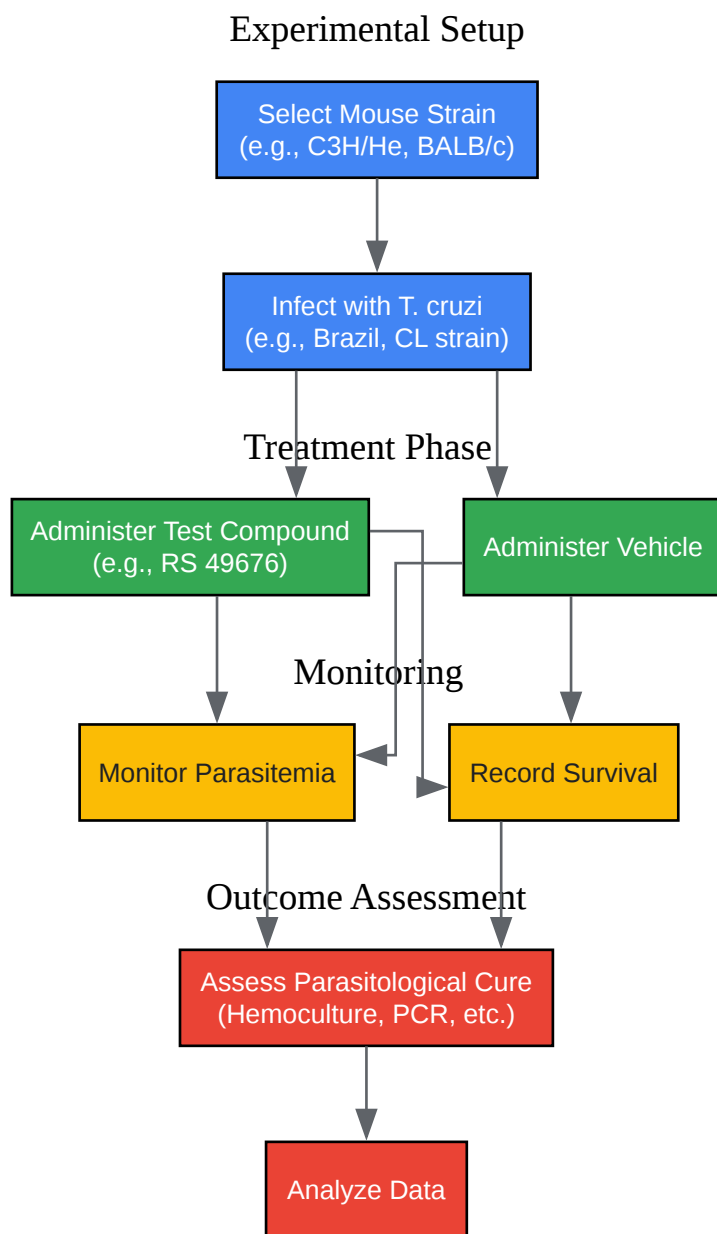 Experimental Setup
Select Mouse Strain
(e.g., C3H/He, BALB/c)
Infect with T. cruzi
(e.g., Brazil, CL strain)
Treatment Phase
Administer Test Compound
(e.g., RS 49676)
Administer Vehicle
Monitoring
Monitor Parasitemia
Record Survival
Outcome Assessment
Assess Parasitological Cure
(Hemoculture, PCR, etc.)
Analyze Data